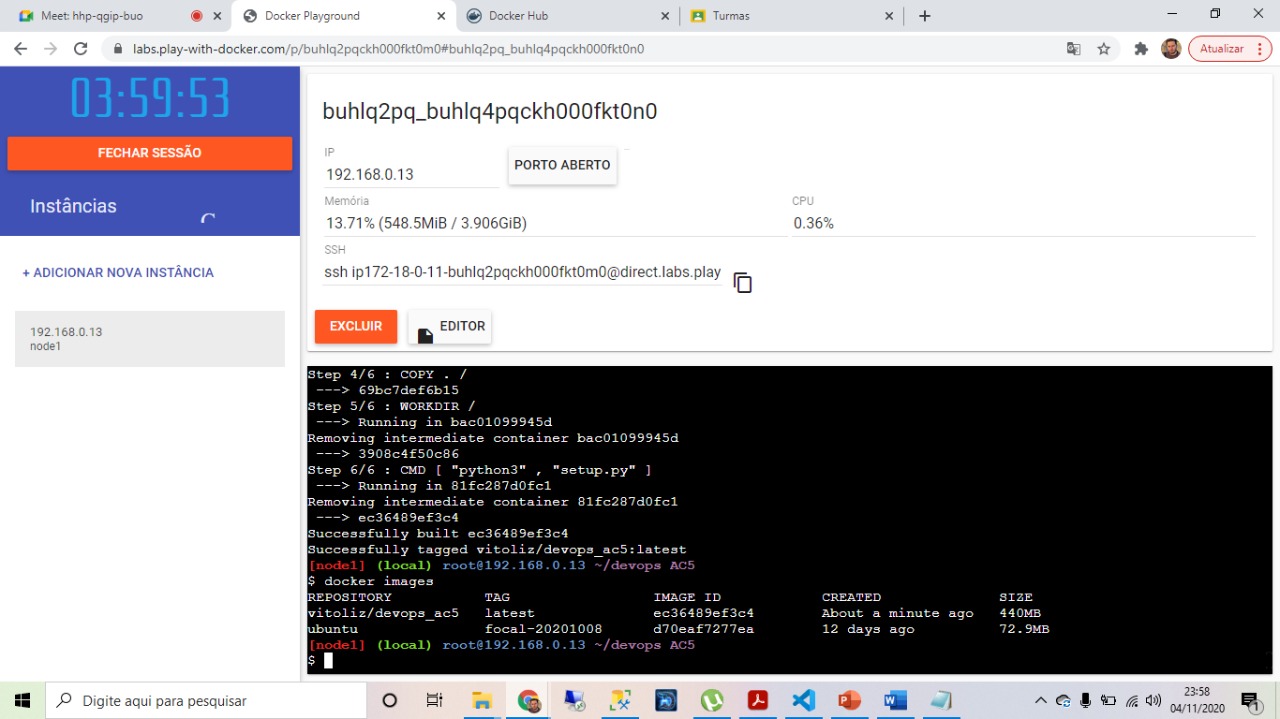 Meet: hhp-qgip-buo
Docker Playground
Docker Hub
Turmas
labs.play-with-docker.com/p/buhlq2pqckh000fkt0m0#buhlq2pq_buhlq4pqckh000fkt0n0
Atualizar
03:59:53
FECHAR SESSÃO
Instâncias
+ ADICIONAR NOVA INSTÂNCIA
192.168.0.13
node1
buhlq2pq_buhlq4pqckh000fkt0n0
IP
192.168.0.13
PORTO ABERTO
Memória
13.71% (548.5MiB / 3.906GiB)
CPU
0.36%
SSH
ssh ip172-18-0-11-buhlq2pqckh000fkt0m0@direct.labs.play
EXCLUIR
EDITOR
Step 4/6 : COPY . /
---> 69bc7def6b15
Step 5/6 : WORKDIR /
---> Running in bac01099945d
Removing intermediate container bac01099945d
---> 3908c4f50c86
Step 6/6 : CMD [ "python3" , "setup.py" ]
---> Running in 81fc287d0fc1
Removing intermediate container 81fc287d0fc1
---> ec36489ef3c4
Successfully built ec36489ef3c4
Successfully tagged vitoliz/devops_ac5:latest
[node1] (local) root@192.168.0.13 ~/devops AC5
$ docker images
REPOSITORY TAG IMAGE ID CREATED SIZE
vitoliz/devops_ac5 latest ec36489ef3c4 About a minute ago 440MB
ubuntu focal-20201008 d70eaf7277ea 12 days ago 72.9MB
[node1] (local) root@192.168.0.13 ~/devops AC5
$
Digite aqui para pesquisar
23:58
04/11/2020
1